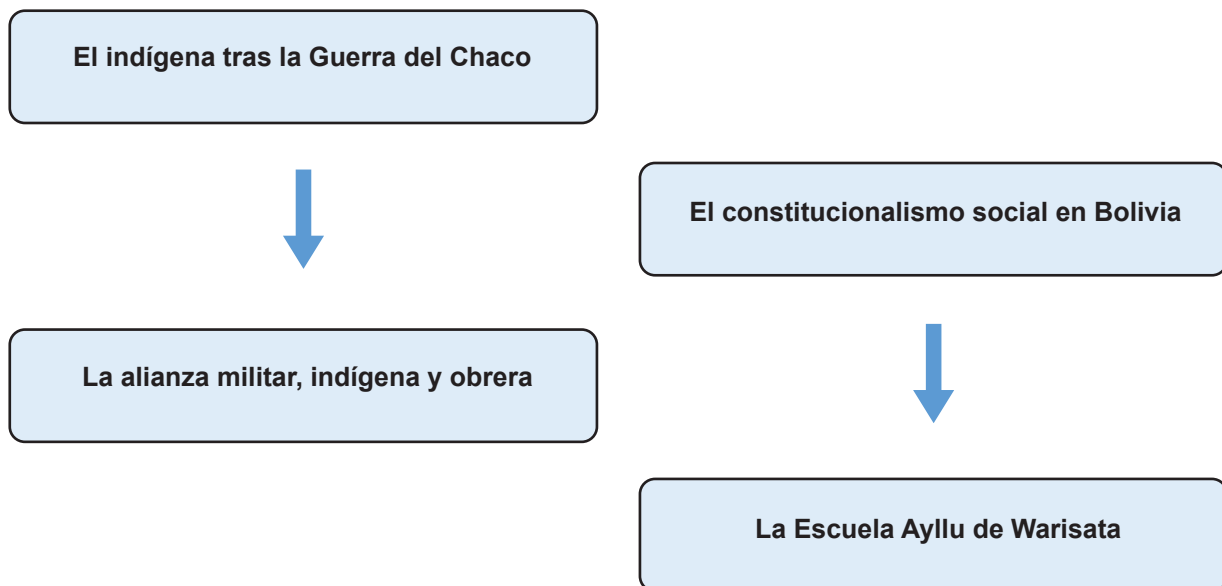 El indígena tras la Guerra del Chaco
La alianza militar, indígena y obrera
El constitucionalismo social en Bolivia
La Escuela Ayllu de Warisata